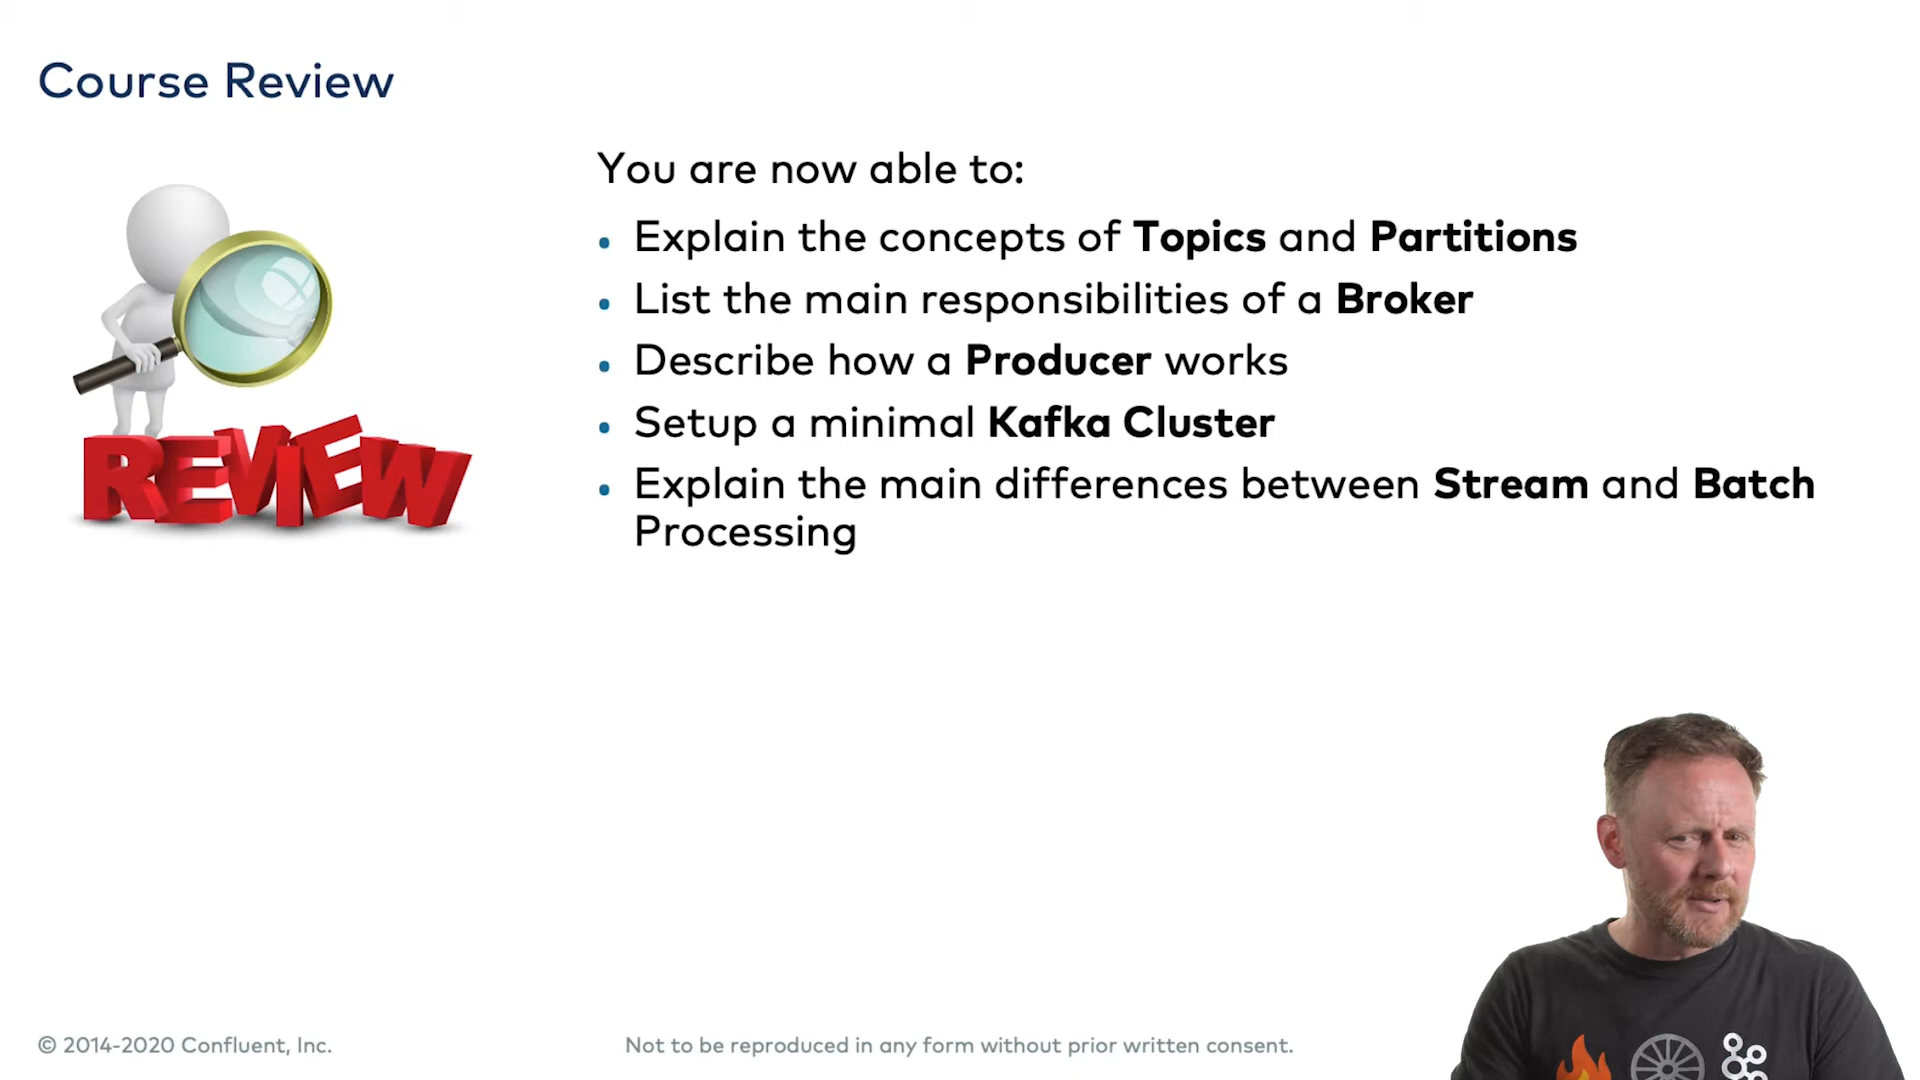 Course Review
You are now able to:
• Explain the concepts of Topics and Partitions
• List the main responsibilities of a Broker
• Describe how a Producer works
• Setup a minimal Kafka Cluster
• Explain the main differences between Stream and Batch
Processing
REVIEW
© 2014-2020 Confluent, Inc.
Not to be reproduced in any form without prior written consent.